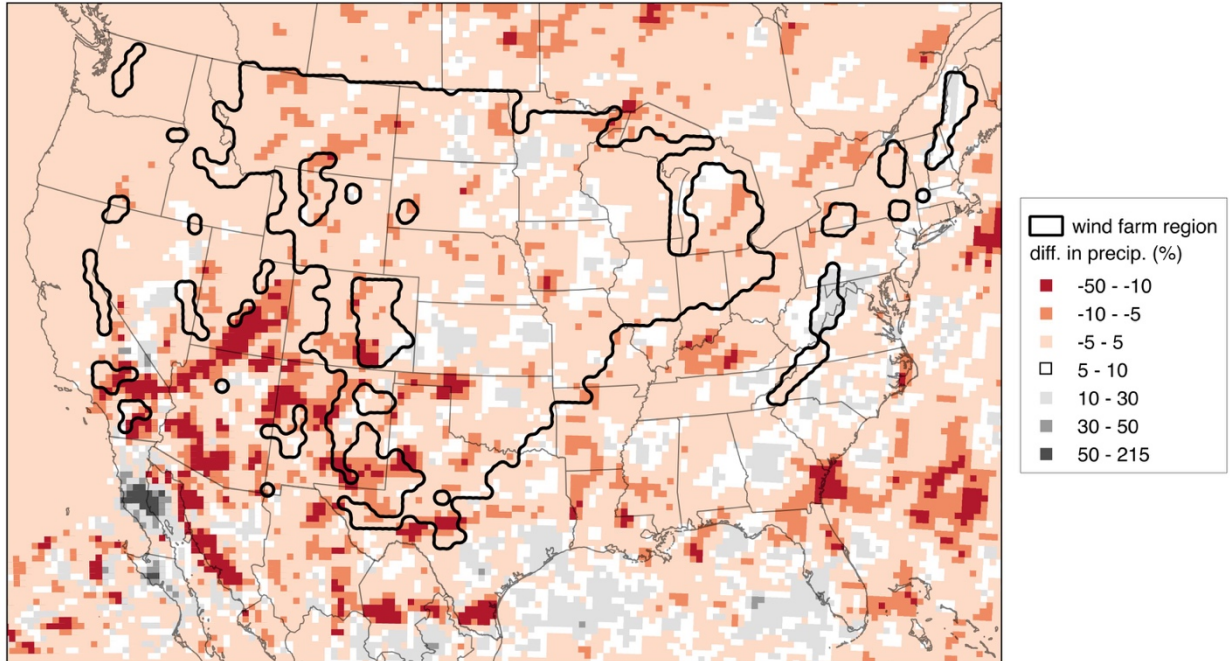 wind farm region
diff. in precip. (%)
-50 - -10
-10 - -5
-5 - 5
5 - 10
10 - 30
30 - 50
50 - 215